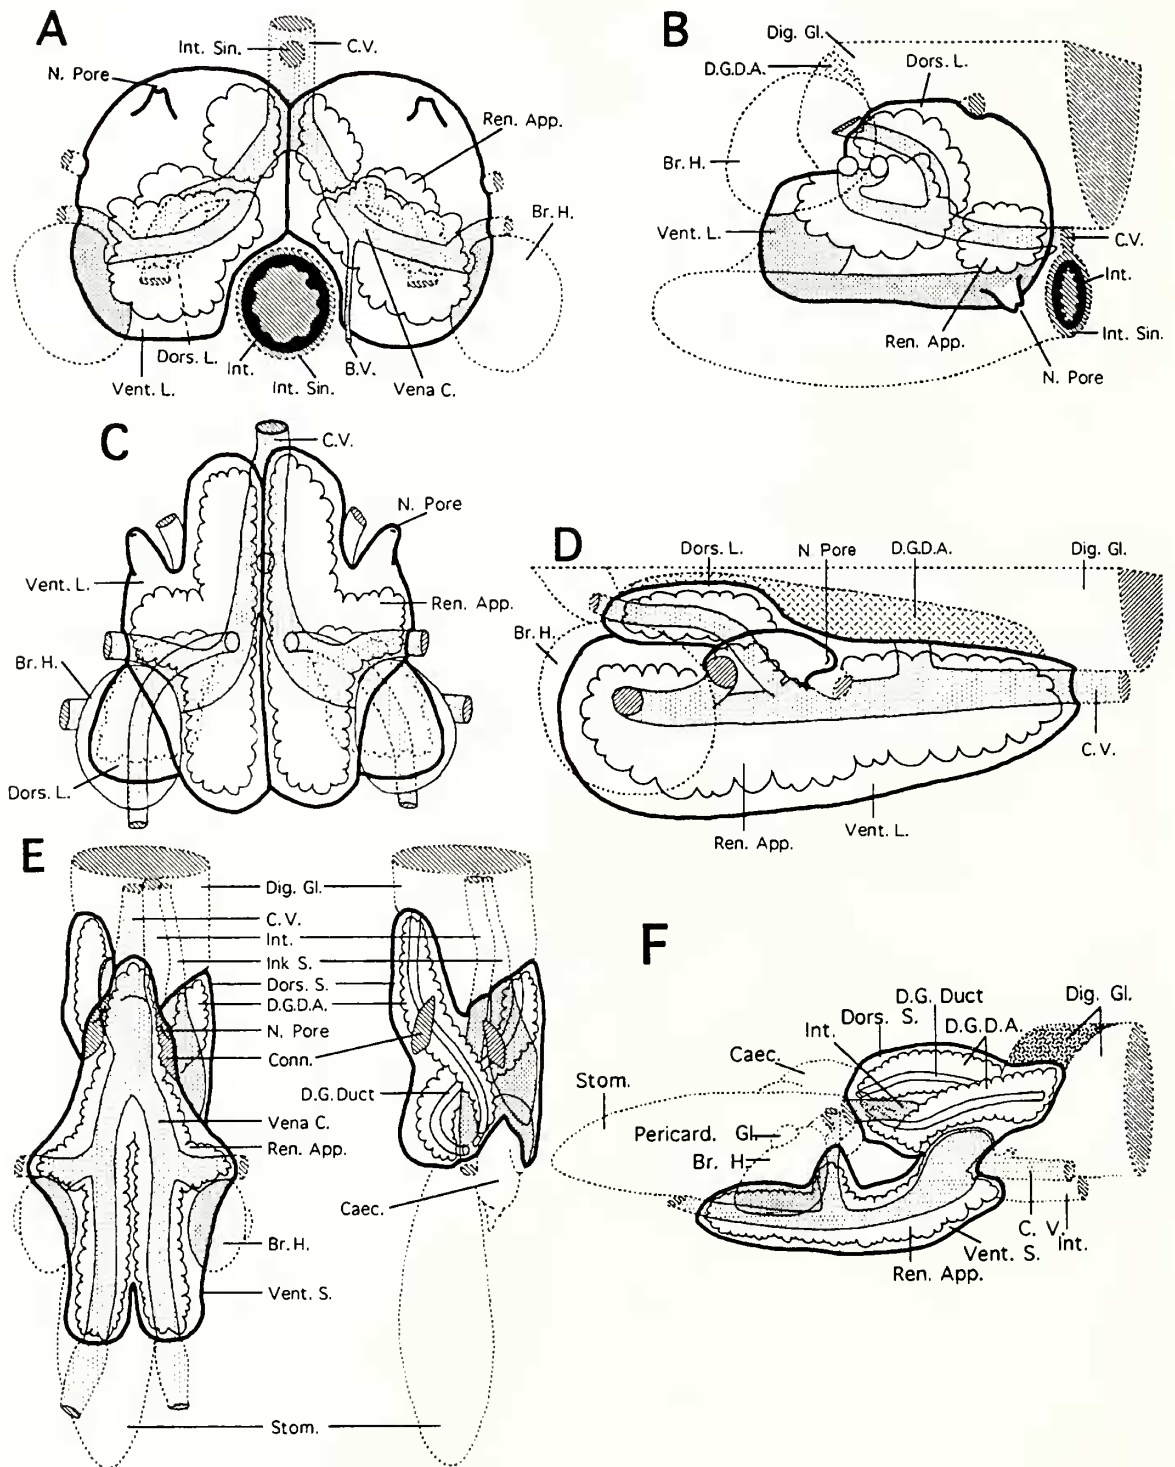 A
Int. Sin.
C.V.
N. Pore
Ren. App.
Br. H.
Dors. L.
Vent. L.
Int.
Int. Sin.
B.V.
Vena C.
B
Dig. Gl.
D.G.D.A.
Dors. L.
Br. H.
Vent. L.
C.V.
Int.
Int. Sin.
Ren. App.
N. Pore
C
C.V.
N. Pore
Vent. L.
Ren. App.
Br. H.
Dors. L.
D
Dors. L.
N. Pore
D.G.D.A.
Dig. Gl.
Br. H.
C.V.
Vent. L.
Ren. App.
E
Dig. Gl.
C.V.
Int.
Ink S.
Dors. S.
D.G.D.A.
N. Pore
Conn.
D.G. Duct
Vena C.
Ren. App.
Caec.
Br. H.
Vent. S.
Stom.
F
D.G. Duct
Dors. S.
D.G.D.A.
Dig. Gl.
Int.
Caec.
Stom.
Pericard. Gl.
Br. H.
C. V.
Int.
Vent. S.
Ren. App.